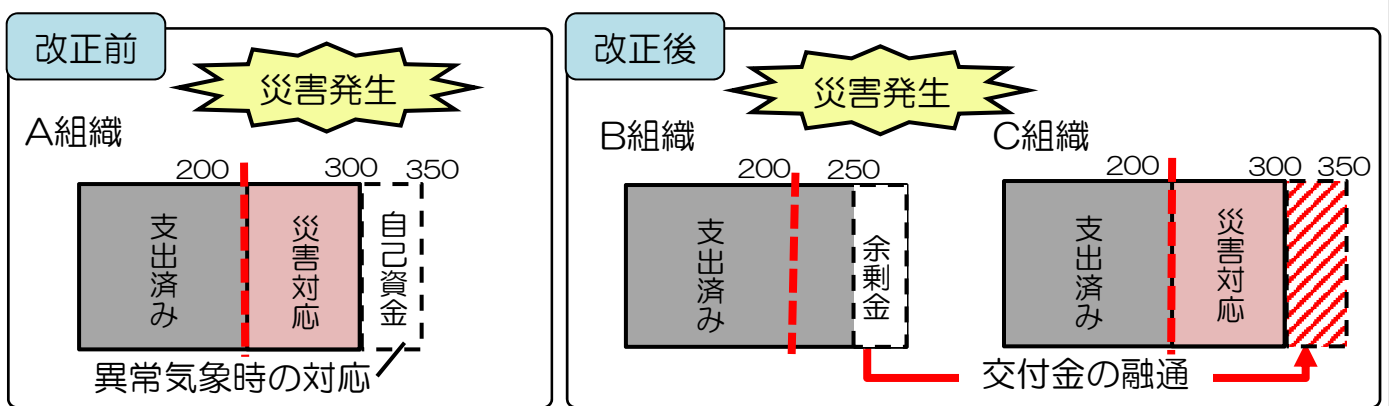 改正前
災害発生
A組織
200 300 350
支出済み
災害対応
自己資金
異常気象時の対応
改正後
災害発生
B組織
200 250
支出済み
余剰金
C組織
200 300 350
支出済み
災害対応
交付金の融通